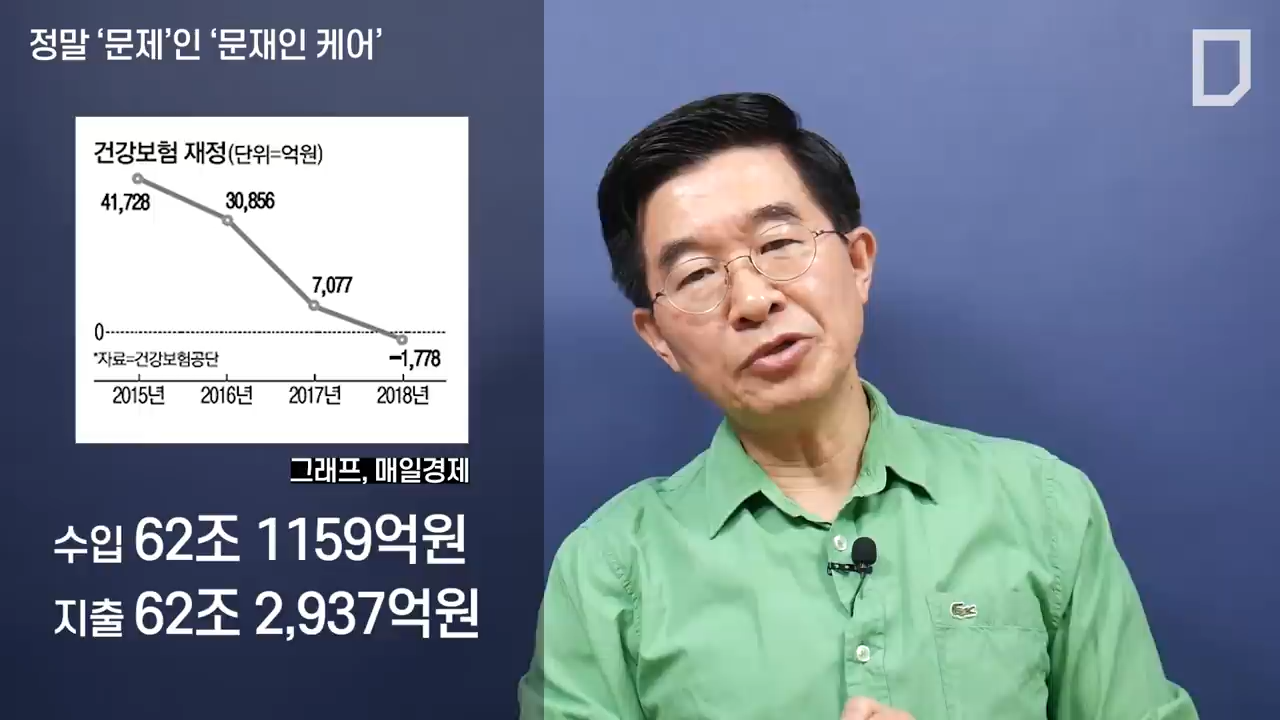 정말 ‘문제’인 ‘문재인 케어’
건강보험 재정(단위=억원)
41,728
30,856
7,077
0
−1,778
*자료=건강보험공단
2015년 2016년 2017년 2018년
그래프, 매일경제
수입 62조 1159억원
지출 62조 2,937억원